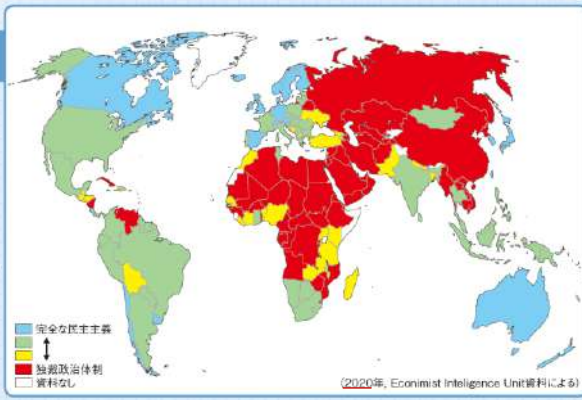 完全な民主主義
独裁政治体制
資料なし
(2020年, Econimist Inteligence Unit資料による)